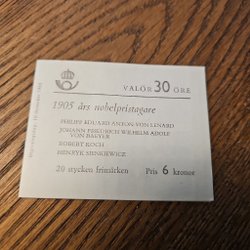 VALÖR 30 ÖRE
1905 års nobelpristagare
PHILIPP EDUARD ANTON VON LENARD
JOHANN FRIEDRICH WILHELM ADOLF
VON BAEYER
ROBERT KOCH
HENRYK SIENKIEWICZ
20 stycken frimärken Pris 6 kronor